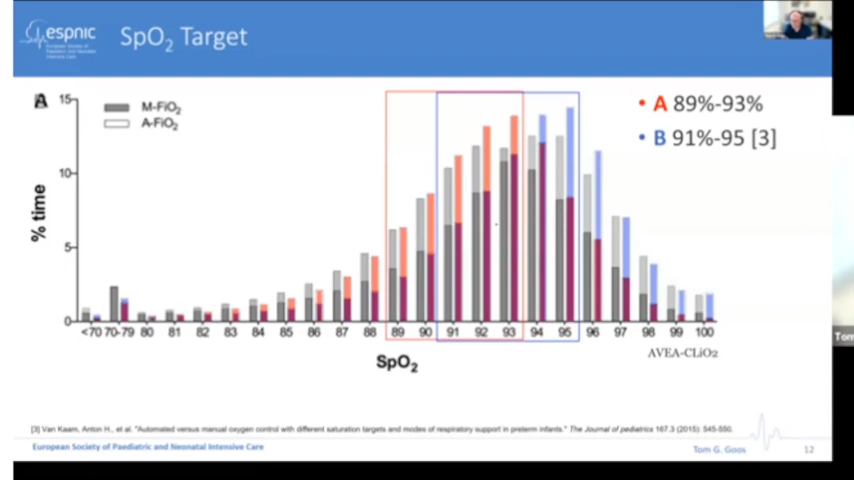 espnic
European Society of
Paediatric and Neonatal
Intensive Care
SpO2 Target
A
15
10
5
0
% time
M-FiO2
A-FiO2
<70 70-79 80 81 82 83 84 85 86 87 88 89 90 91 92 93 94 95 96 97 98 99 100
SpO2
AVEA-CLiO2
• A 89%-93%
• B 91%-95 [3]
Tom
[3] Van Kaam, Anton H., et al. "Automated versus manual oxygen control with different saturation targets and modes of respiratory support in preterm infants." The Journal of pediatrics 167.3 (2015): 545-550.
European Society of Paediatric and Neonatal Intensive Care
Tom G. Goos
12